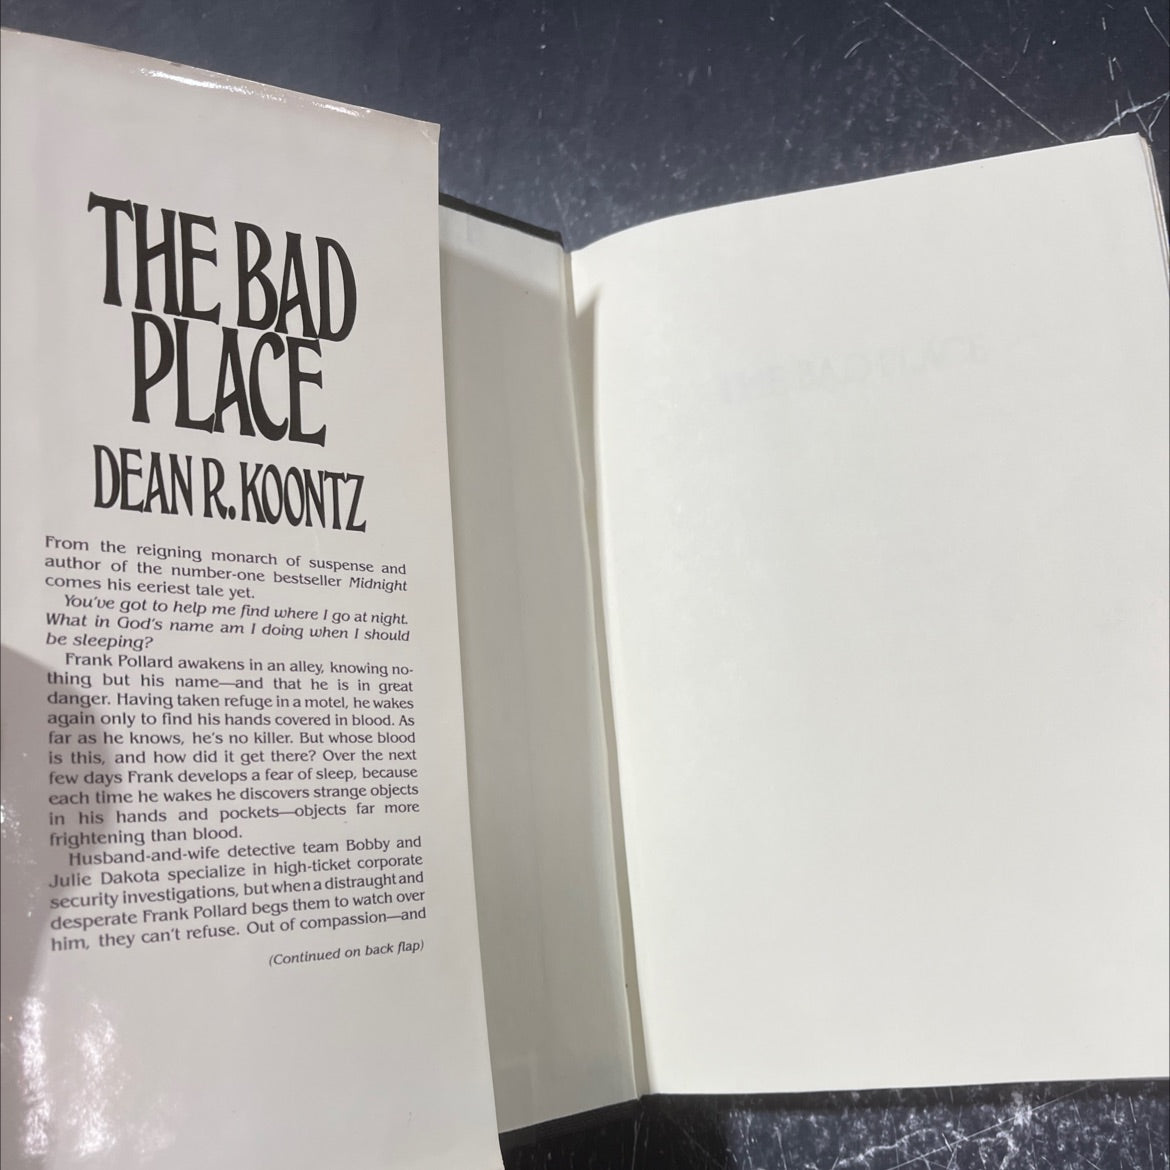 THE BAD
PLACE
DEAN R. KOONTZ
From the reigning monarch of suspense and
author of the number-one bestseller Midnight
comes his eeriest tale yet.
You've got to help me find where I go at night.
What in God's name am I doing when I should
be sleeping?
Frank Pollard awakens in an alley, knowing no-
thing but his name—and that he is in great
danger. Having taken refuge in a motel, he wakes
again only to find his hands covered in blood. As
far as he knows, he's no killer. But whose blood
is this, and how did it get there? Over the next
few days Frank develops a fear of sleep, because
each time he wakes he discovers strange objects
in his hands and pockets—objects far more
frightening than blood.
Husband-and-wife detective team Bobby and
Julie Dakota specialize in high-ticket corporate
security investigations, but when a distraught and
desperate Frank Pollard begs them to watch over
him, they can't refuse. Out of compassion—and
(Continued on back flap)